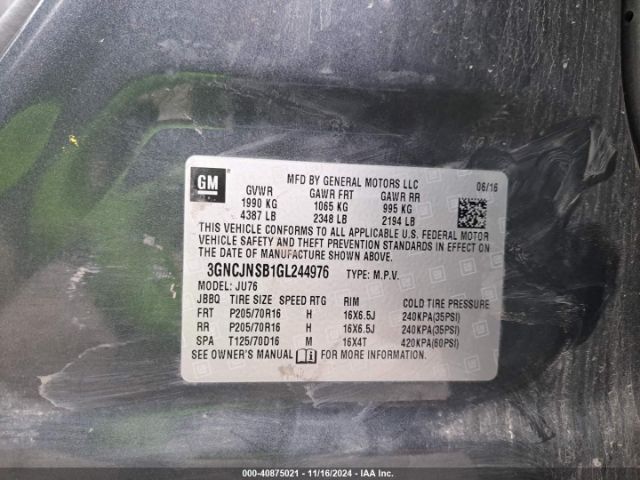 GM
MFD BY GENERAL MOTORS LLC
06/16
GVWR GAWR FRT GAWR RR
1990 KG 1065 KG 995 KG
4387 LB 2348 LB 2194 LB
THIS VEHICLE CONFORMS TO ALL APPLICABLE U.S. FEDERAL MOTOR
VEHICLE SAFETY AND THEFT PREVENTION STANDARDS IN EFFECT ON
THE DATE OF MANUFACTURE SHOWN ABOVE.
3GNCJNSB1GL244976 TYPE: M.P.V.
MODEL: JU76
JBBQ TIRE SIZE SPEED RTG RIM COLD TIRE PRESSURE
FRT P205/70R16 H 16X6.5J 240KPA(35PSI)
RR P205/70R16 H 16X6.5J 240KPA(35PSI)
SPA T125/70D16 M 16X4T 420KPA(60PSI)
SEE OWNER'S MANUAL FOR MORE INFORMATION.
000-40875021 - 11/16/2024 - IAA Inc.